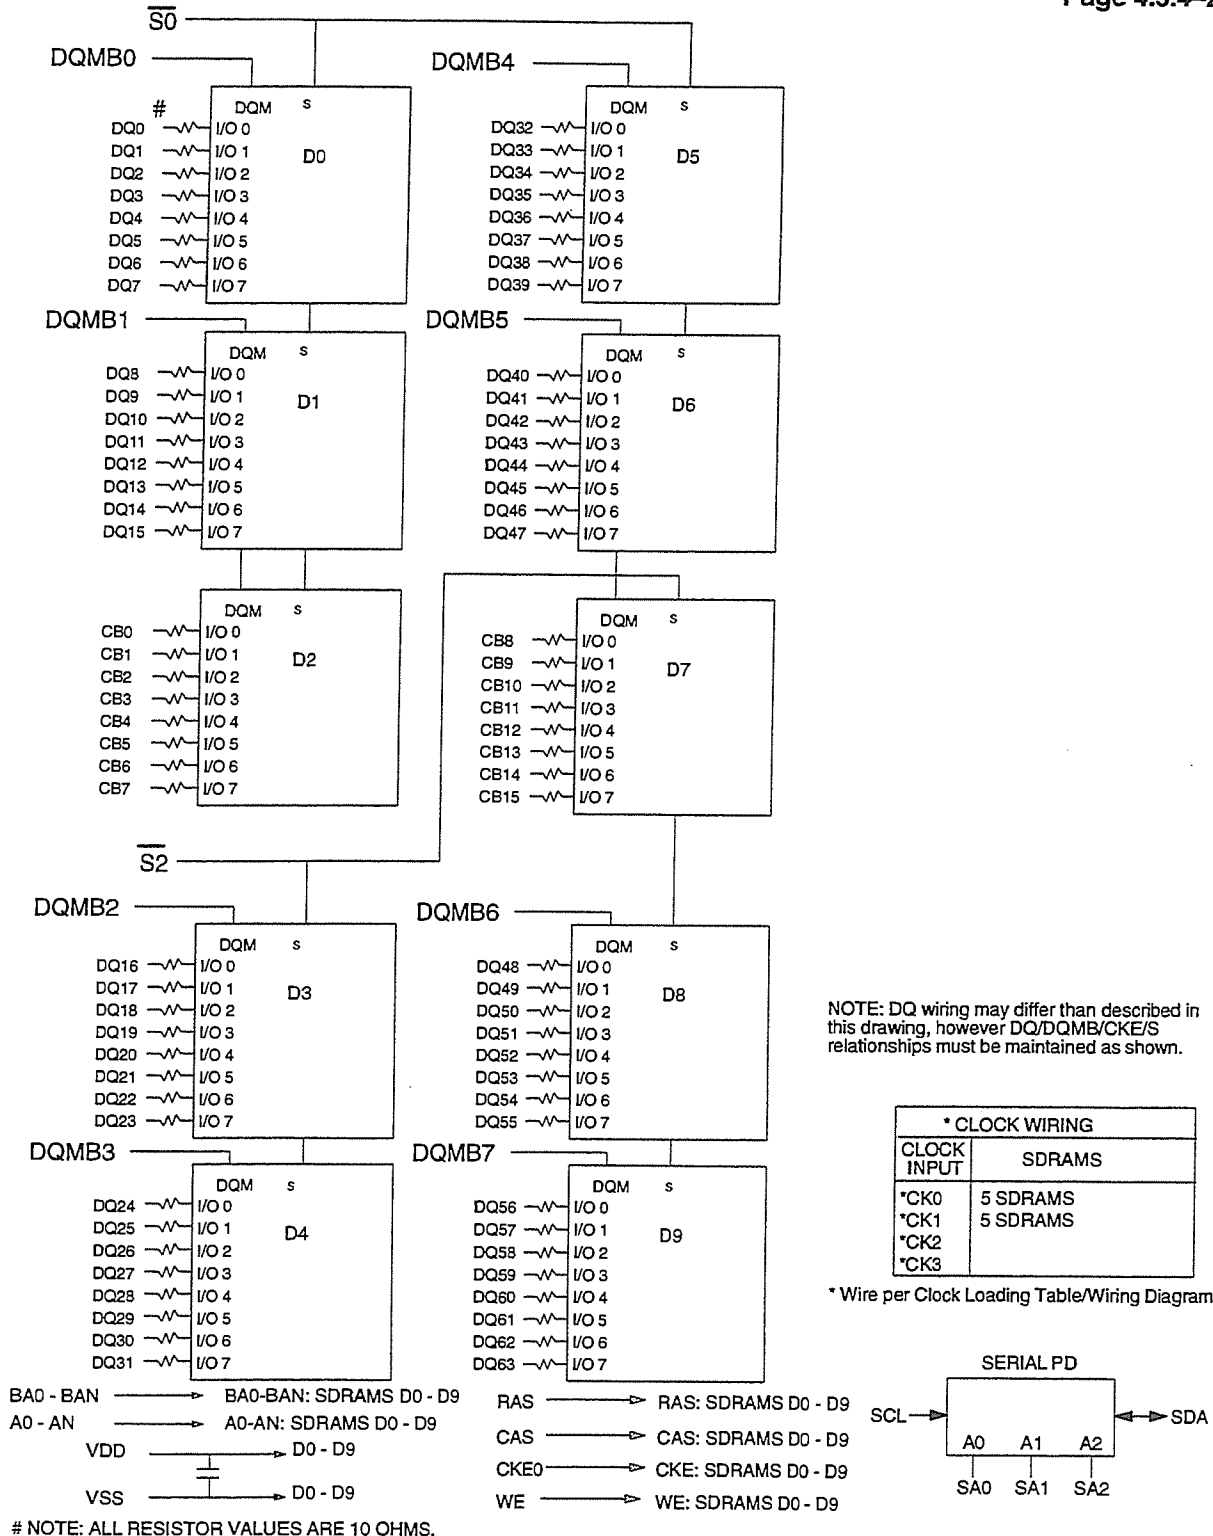 Page 4.5.4-2
S0
DQMB0
DQM S
#
DQ0 I/O 0
DQ1 I/O 1
D0
DQ2 I/O 2
DQ3 I/O 3
DQ4 I/O 4
DQ5 I/O 5
DQ6 I/O 6
DQ7 I/O 7
DQMB1
DQM S
DQ8 I/O 0
DQ9 I/O 1
D1
DQ10 I/O 2
DQ11 I/O 3
DQ12 I/O 4
DQ13 I/O 5
DQ14 I/O 6
DQ15 I/O 7
DQM S
CB0 I/O 0
CB1 I/O 1
D2
CB2 I/O 2
CB3 I/O 3
CB4 I/O 4
CB5 I/O 5
CB6 I/O 6
CB7 I/O 7
DQMB4
DQM S
DQ32 I/O 0
DQ33 I/O 1
D5
DQ34 I/O 2
DQ35 I/O 3
DQ36 I/O 4
DQ37 I/O 5
DQ38 I/O 6
DQ39 I/O 7
DQMB5
DQM S
DQ40 I/O 0
DQ41 I/O 1
D6
DQ42 I/O 2
DQ43 I/O 3
DQ44 I/O 4
DQ45 I/O 5
DQ46 I/O 6
DQ47 I/O 7
DQM S
CB8 I/O 0
CB9 I/O 1
D7
CB10 I/O 2
CB11 I/O 3
CB12 I/O 4
CB13 I/O 5
CB14 I/O 6
CB15 I/O 7
S2
DQMB2
DQM S
DQ16 I/O 0
DQ17 I/O 1
D3
DQ18 I/O 2
DQ19 I/O 3
DQ20 I/O 4
DQ21 I/O 5
DQ22 I/O 6
DQ23 I/O 7
DQMB3
DQM S
DQ24 I/O 0
DQ25 I/O 1
D4
DQ26 I/O 2
DQ27 I/O 3
DQ28 I/O 4
DQ29 I/O 5
DQ30 I/O 6
DQ31 I/O 7
DQMB6
DQM S
DQ48 I/O 0
DQ49 I/O 1
D8
DQ50 I/O 2
DQ51 I/O 3
DQ52 I/O 4
DQ53 I/O 5
DQ54 I/O 6
DQ55 I/O 7
DQMB7
DQM S
DQ56 I/O 0
DQ57 I/O 1
D9
DQ58 I/O 2
DQ59 I/O 3
DQ60 I/O 4
DQ61 I/O 5
DQ62 I/O 6
DQ63 I/O 7
NOTE: DQ wiring may differ than described in
this drawing, however DQ/DQMB/CKE/S
relationships must be maintained as shown.
* CLOCK WIRING
CLOCK
INPUT
SDRAMS
*CK0 5 SDRAMS
*CK1 5 SDRAMS
*CK2
*CK3
* Wire per Clock Loading Table/Wiring Diagram
BA0 - BAN BA0-BAN: SDRAMS D0 - D9
A0 - AN A0-AN: SDRAMS D0 - D9
VDD D0 - D9
VSS D0 - D9
RAS RAS: SDRAMS D0 - D9
CAS CAS: SDRAMS D0 - D9
CKE0 CKE: SDRAMS D0 - D9
WE WE: SDRAMS D0 - D9
SERIAL PD
SCL SDA
A0 A1 A2
SA0 SA1 SA2
# NOTE: ALL RESISTOR VALUES ARE 10 OHMS.